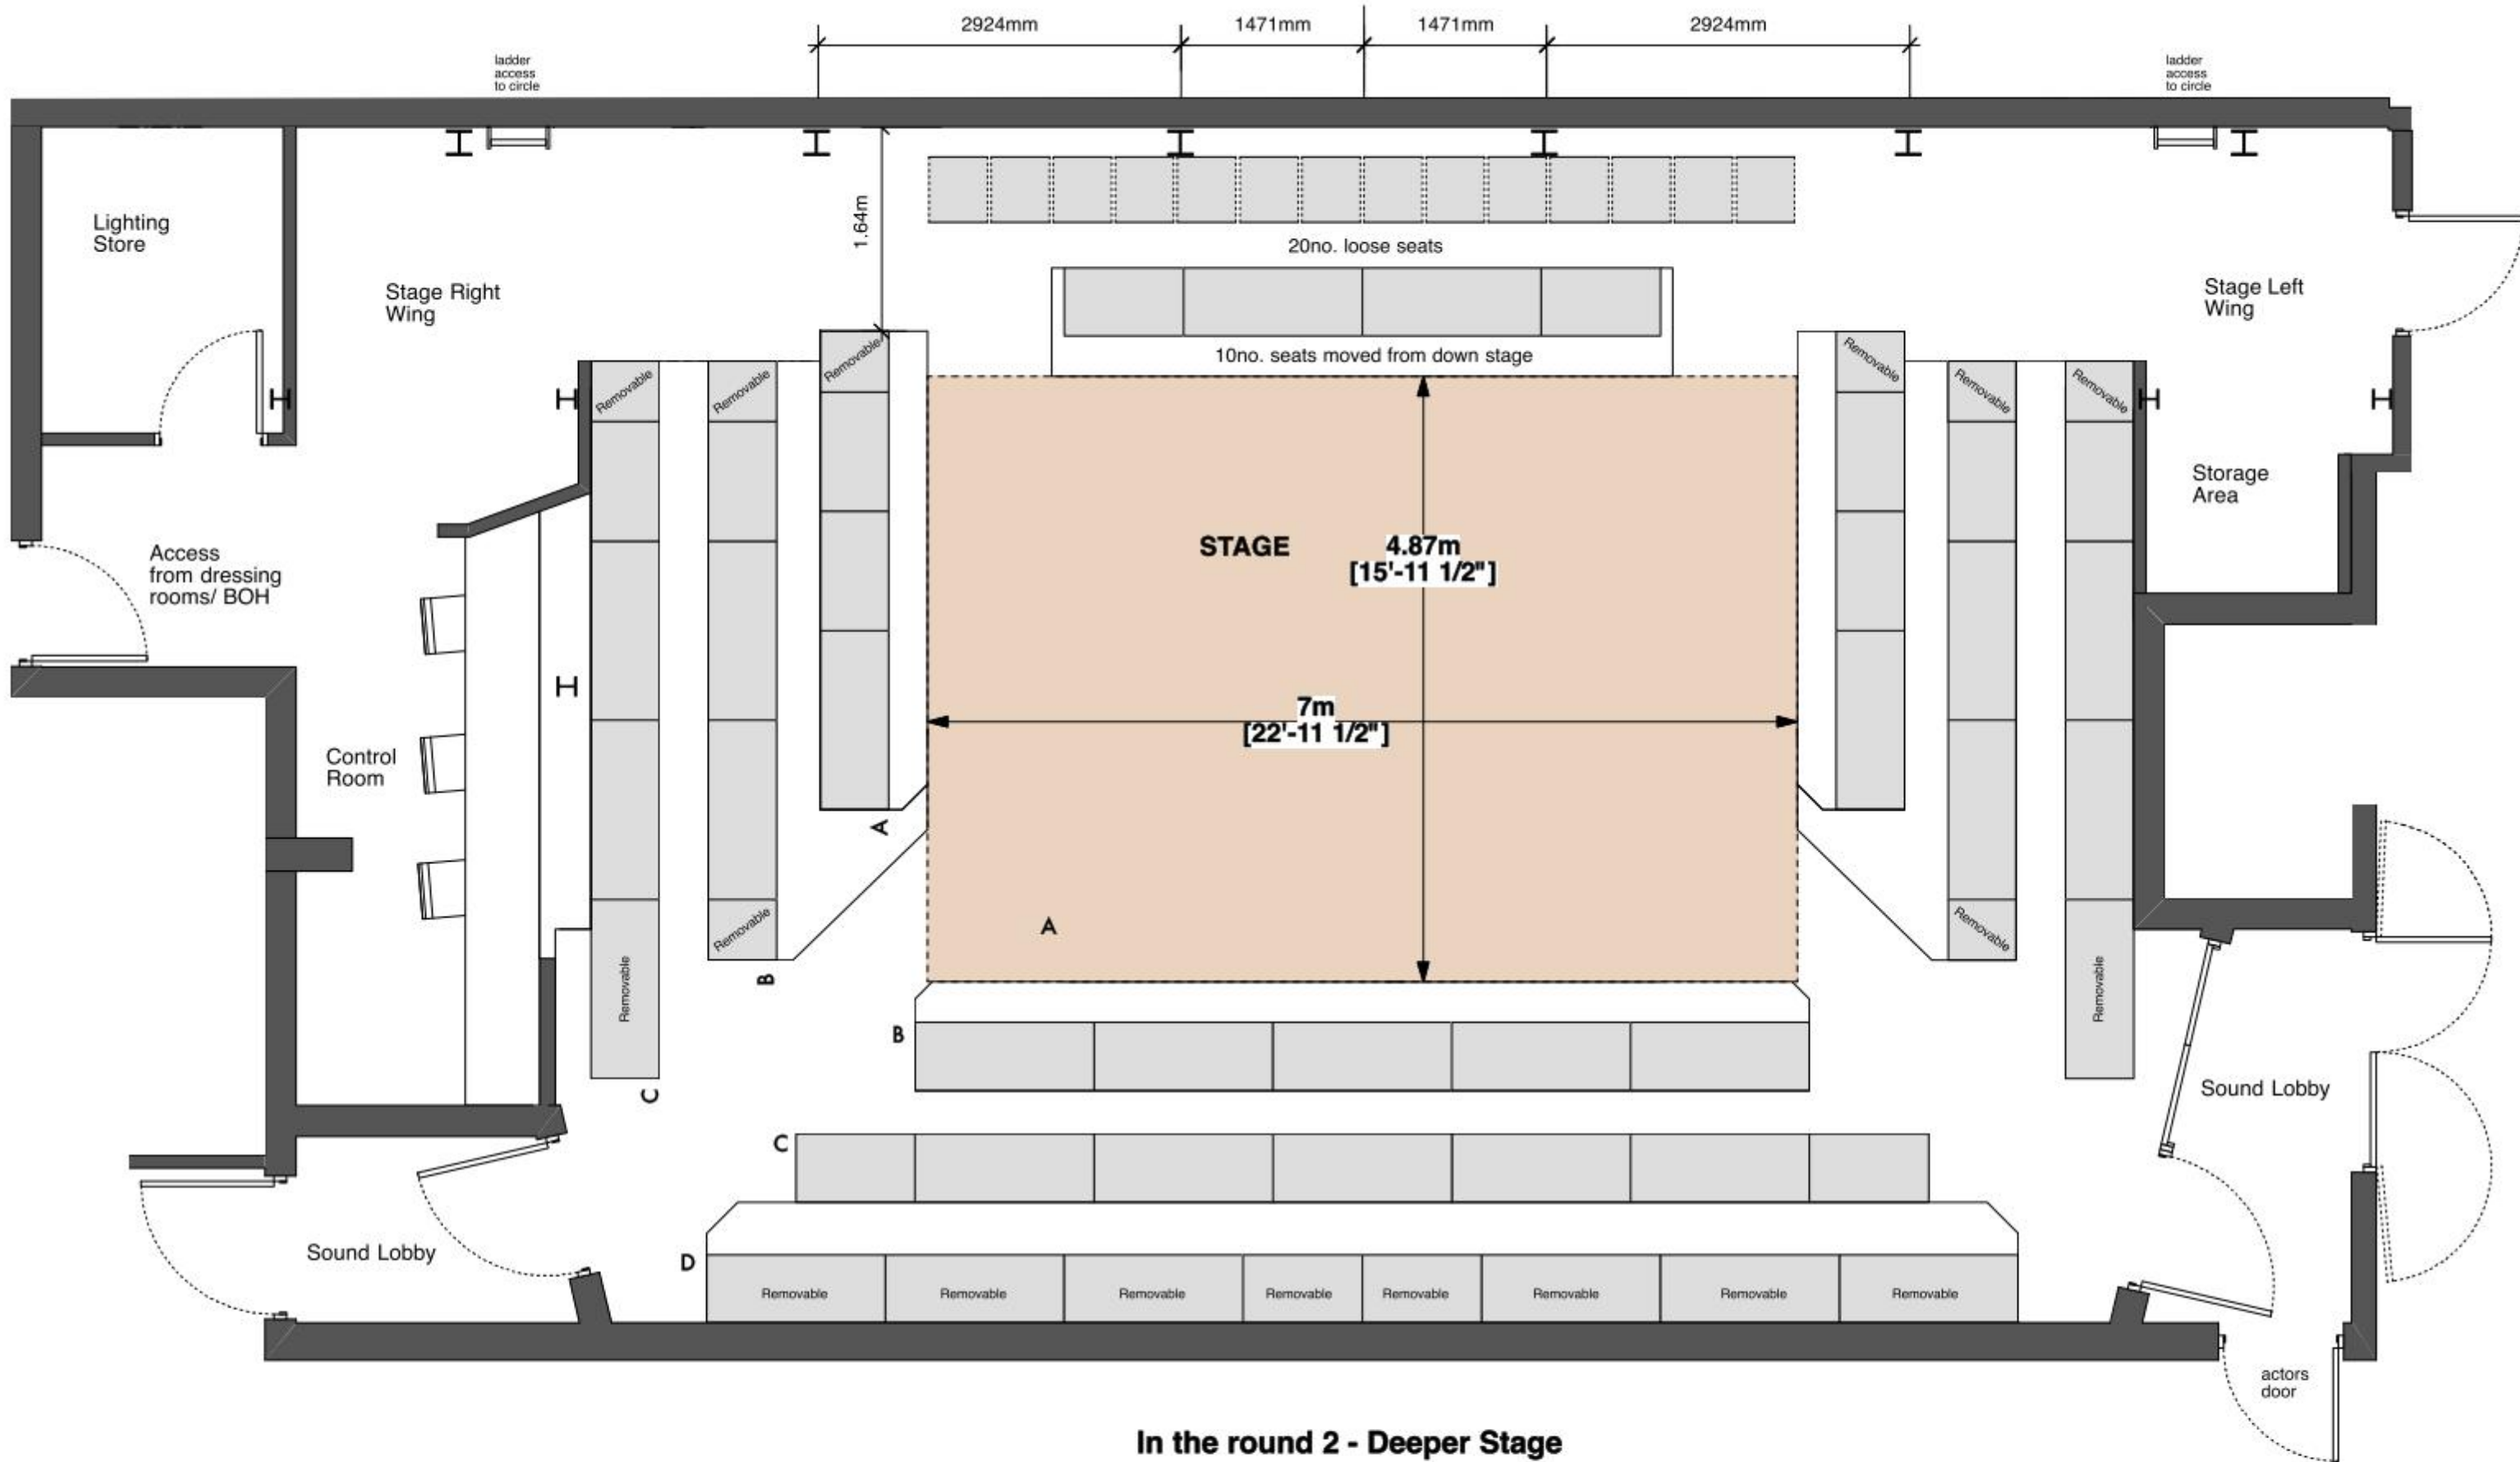 2924mm
1471mm
1471mm
2924mm
ladder
access
to circle
ladder
access
to circle
Lighting
Store
Stage Right
Wing
1.64m
20no. loose seats
Stage Left
Wing
10no. seats moved from down stage
Removable
Removable
Removable
Removable
Removable
Removable
Storage
Area
STAGE
4.87m
[15'-11 1/2"]
Access
from dressing
rooms/ BOH
7m
[22'-11 1/2"]
Control
Room
A
A
Removable
Removable
Removable
Removable
B
B
C
Sound Lobby
C
Sound Lobby
D
Removable
Removable
Removable
Removable
Removable
Removable
Removable
Removable
actors
door
In the round 2 - Deeper Stage